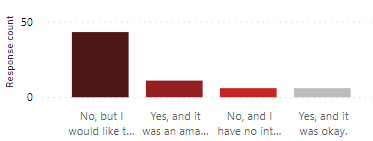 Response count
50
0
No, but I
would like t...
Yes, and it
was an ama...
No, and I
have no int...
Yes, and it
was okay.